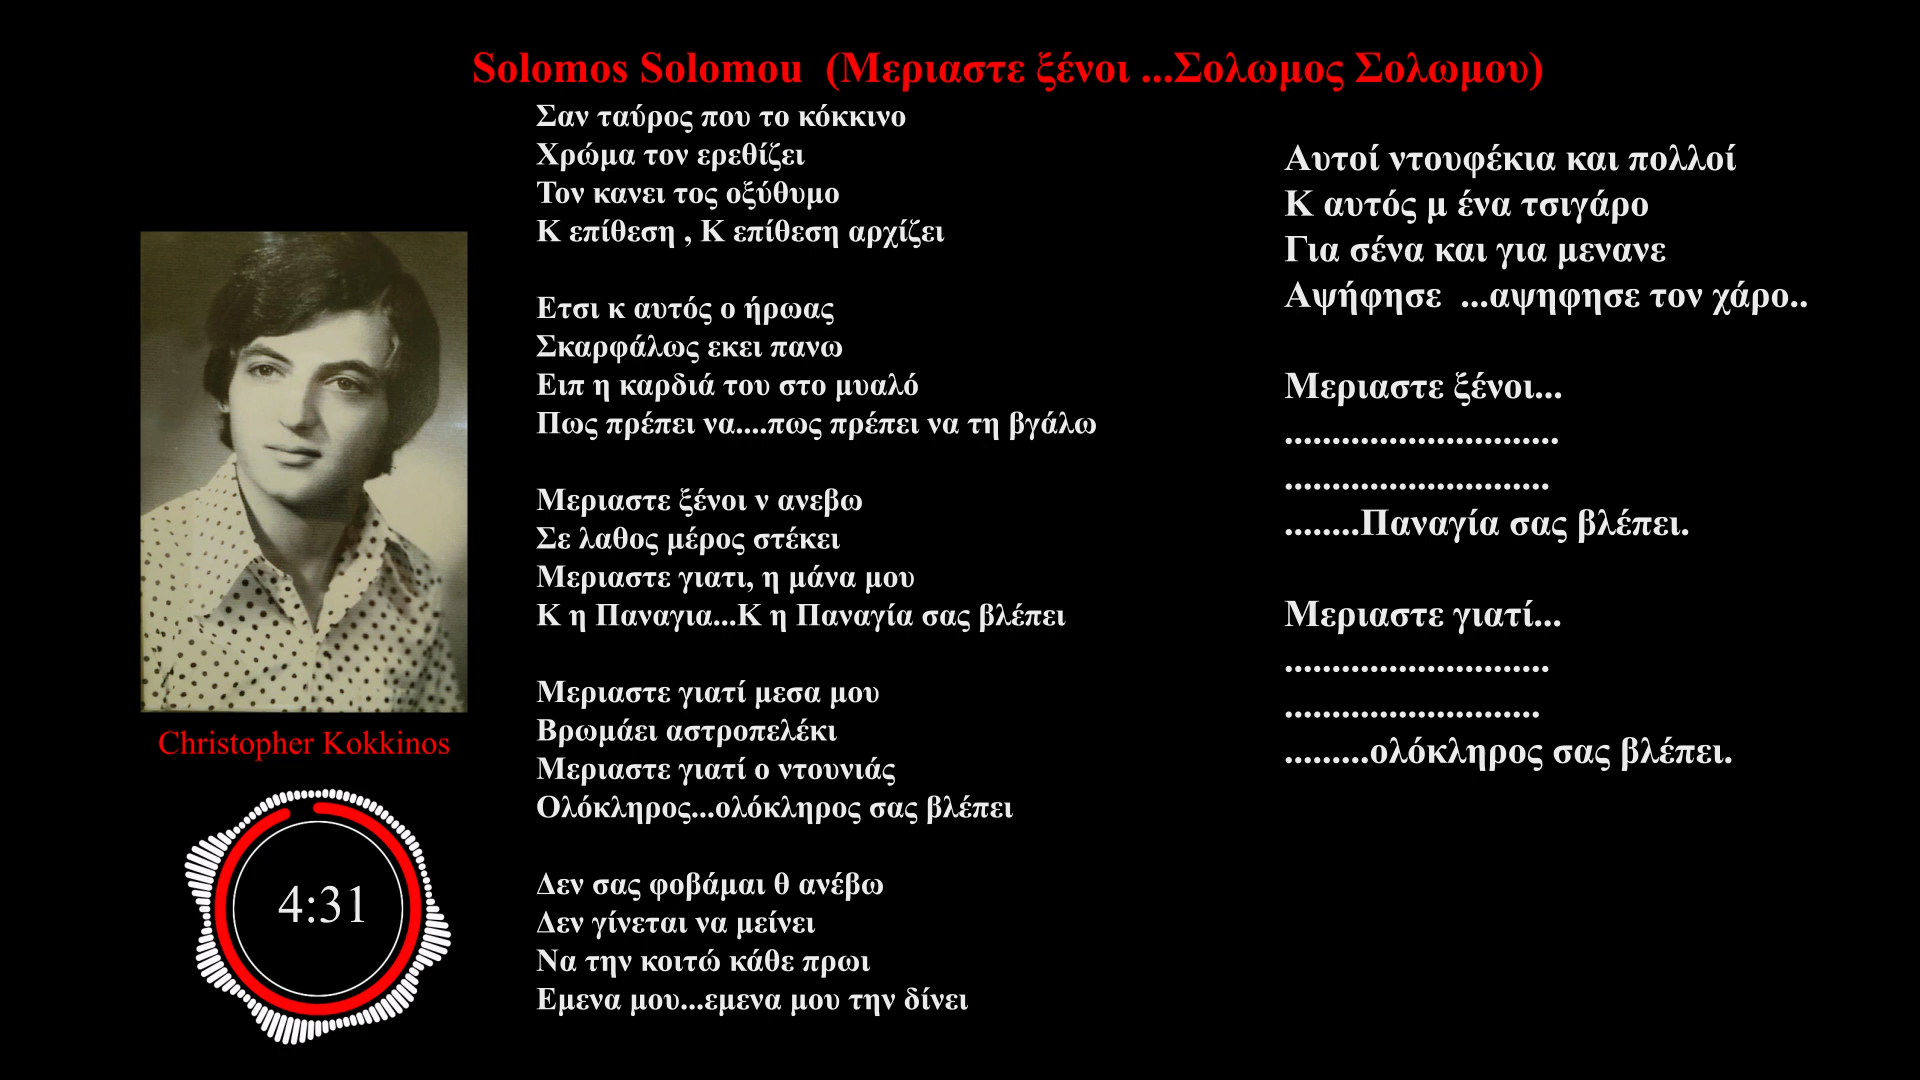 Solomos Solomou (Μεριαστε ξένοι ...Σολωμος Σολωμου)
Σαν ταύρος που το κόκκινο
Χρώμα τον ερεθίζει
Τον κανει τος οξύθυμο
Κ επίθεση , Κ επίθεση αρχίζει
Ετσι κ αυτός ο ήρωας
Σκαρφάλως εκει πανω
Ειπ η καρδιά του στο μυαλό
Πως πρέπει να....πως πρέπει να τη βγάλω
Μεριαστε ξένοι ν ανεβω
Σε λαθος μέρος στέκει
Μεριαστε γιατι, η μάνα μου
Κ η Παναγια...Κ η Παναγία σας βλέπει
Μεριαστε γιατί μεσα μου
Βρωμάει αστροπελέκι
Μεριαστε γιατί ο ντουνιάς
Ολόκληρος...ολόκληρος σας βλέπει
Δεν σας φοβάμαι θ ανέβω
Δεν γίνεται να μείνει
Να την κοιτώ κάθε πρωι
Εμενα μου...εμενα μου την δίνει
Αυτοί ντουφέκια και πολλοί
Κ αυτός μ ένα τσιγάρο
Για σένα και για μενανε
Αψήφησε ...αψηφησε τον χάρο..
Μεριαστε ξένοι...
.............................
............................
........Παναγία σας βλέπει.
Μεριαστε γιατί...
............................
...........................
.........ολόκληρος σας βλέπει.
Christopher Kokkinos
4:31